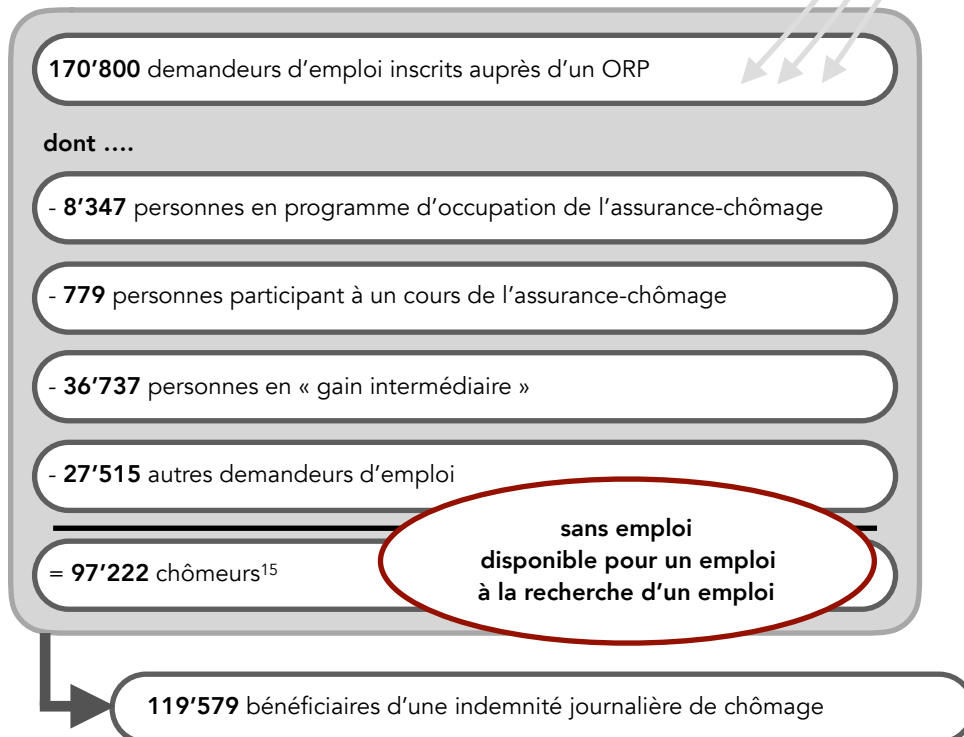 170’800 demandeurs d’emploi inscrits auprès d’un ORP
dont ....
- 8’347 personnes en programme d’occupation de l’assurance-chômage
- 779 personnes participant à un cours de l’assurance-chômage
- 36’737 personnes en « gain intermédiaire »
- 27’515 autres demandeurs d’emploi
= 97’222 chômeurs¹⁵
sans emploi
disponible pour un emploi
à la recherche d’un emploi
119’579 bénéficiaires d’une indemnité journalière de chômage